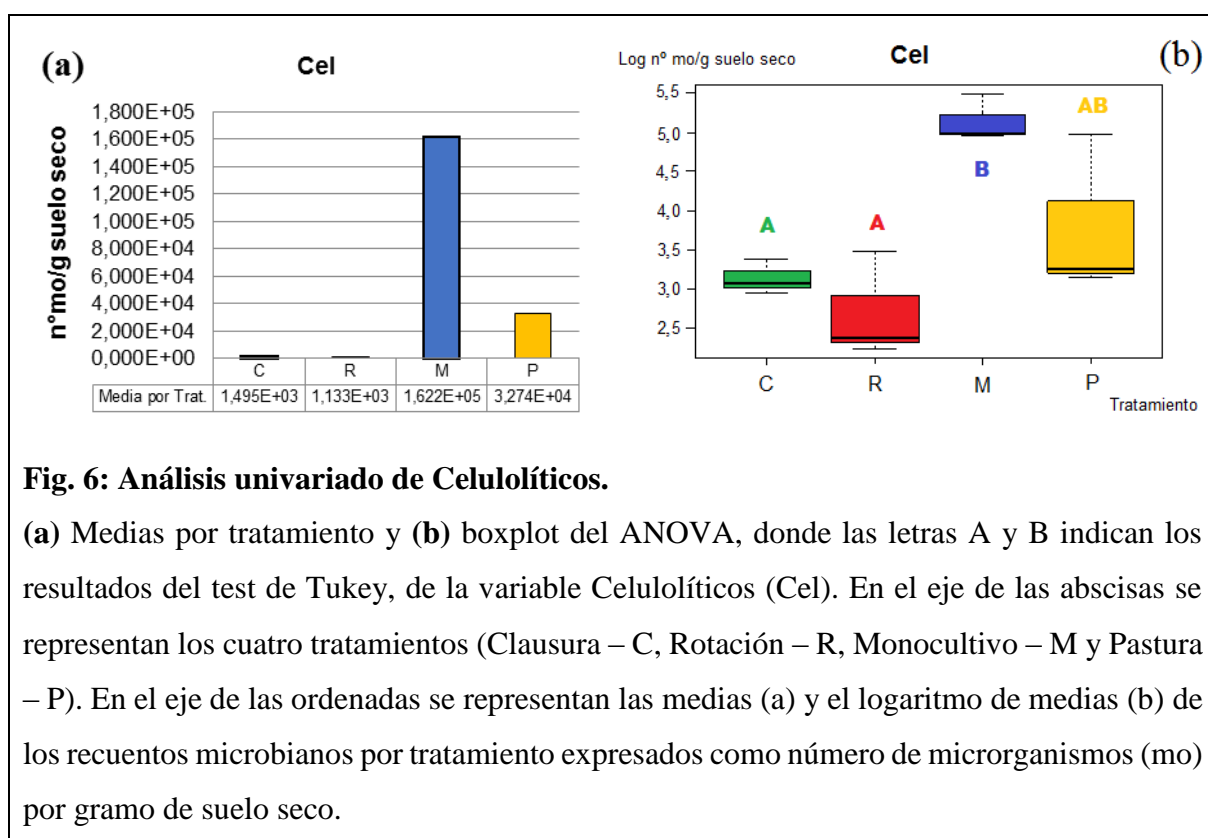 (a)
Cel
n°mo/g suelo seco
1,800E+05
1,600E+05
1,400E+05
1,200E+05
1,000E+05
8,000E+04
6,000E+04
4,000E+04
2,000E+04
0,000E+00
C R M P
Media por Trat. 1,495E+03 1,133E+03 1,622E+05 3,274E+04
Log nº mo/g suelo seco
Cel
(b)
5,5
5,0
4,5
4,0
3,5
3,0
2,5
A
A
B
AB
C R M P
Tratamiento
Fig. 6: Análisis univariado de Celulolíticos.
(a) Medias por tratamiento y (b) boxplot del ANOVA, donde las letras A y B indican los
resultados del test de Tukey, de la variable Celulolíticos (Cel). En el eje de las abscisas se
representan los cuatro tratamientos (Clausura – C, Rotación – R, Monocultivo – M y Pastura
– P). En el eje de las ordenadas se representan las medias (a) y el logaritmo de medias (b) de
los recuentos microbianos por tratamiento expresados como número de microrganismos (mo)
por gramo de suelo seco.